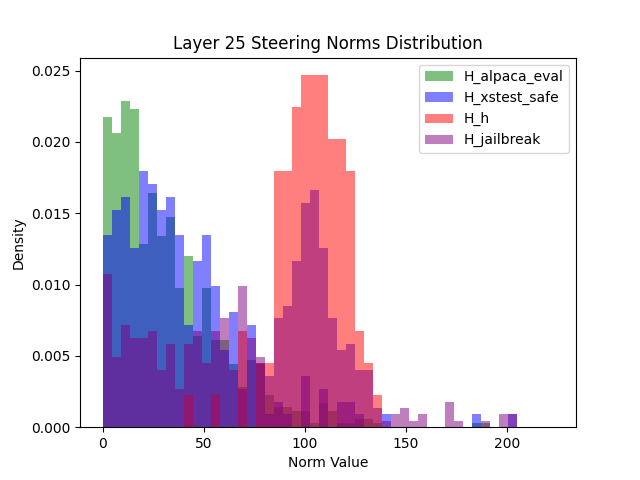 Layer 25 Steering Norms Distribution
H_alpaca_eval
H_xstest_safe
H_h
H_jailbreak
Density
0.025
0.020
0.015
0.010
0.005
0.000
0 50 100 150 200
Norm Value